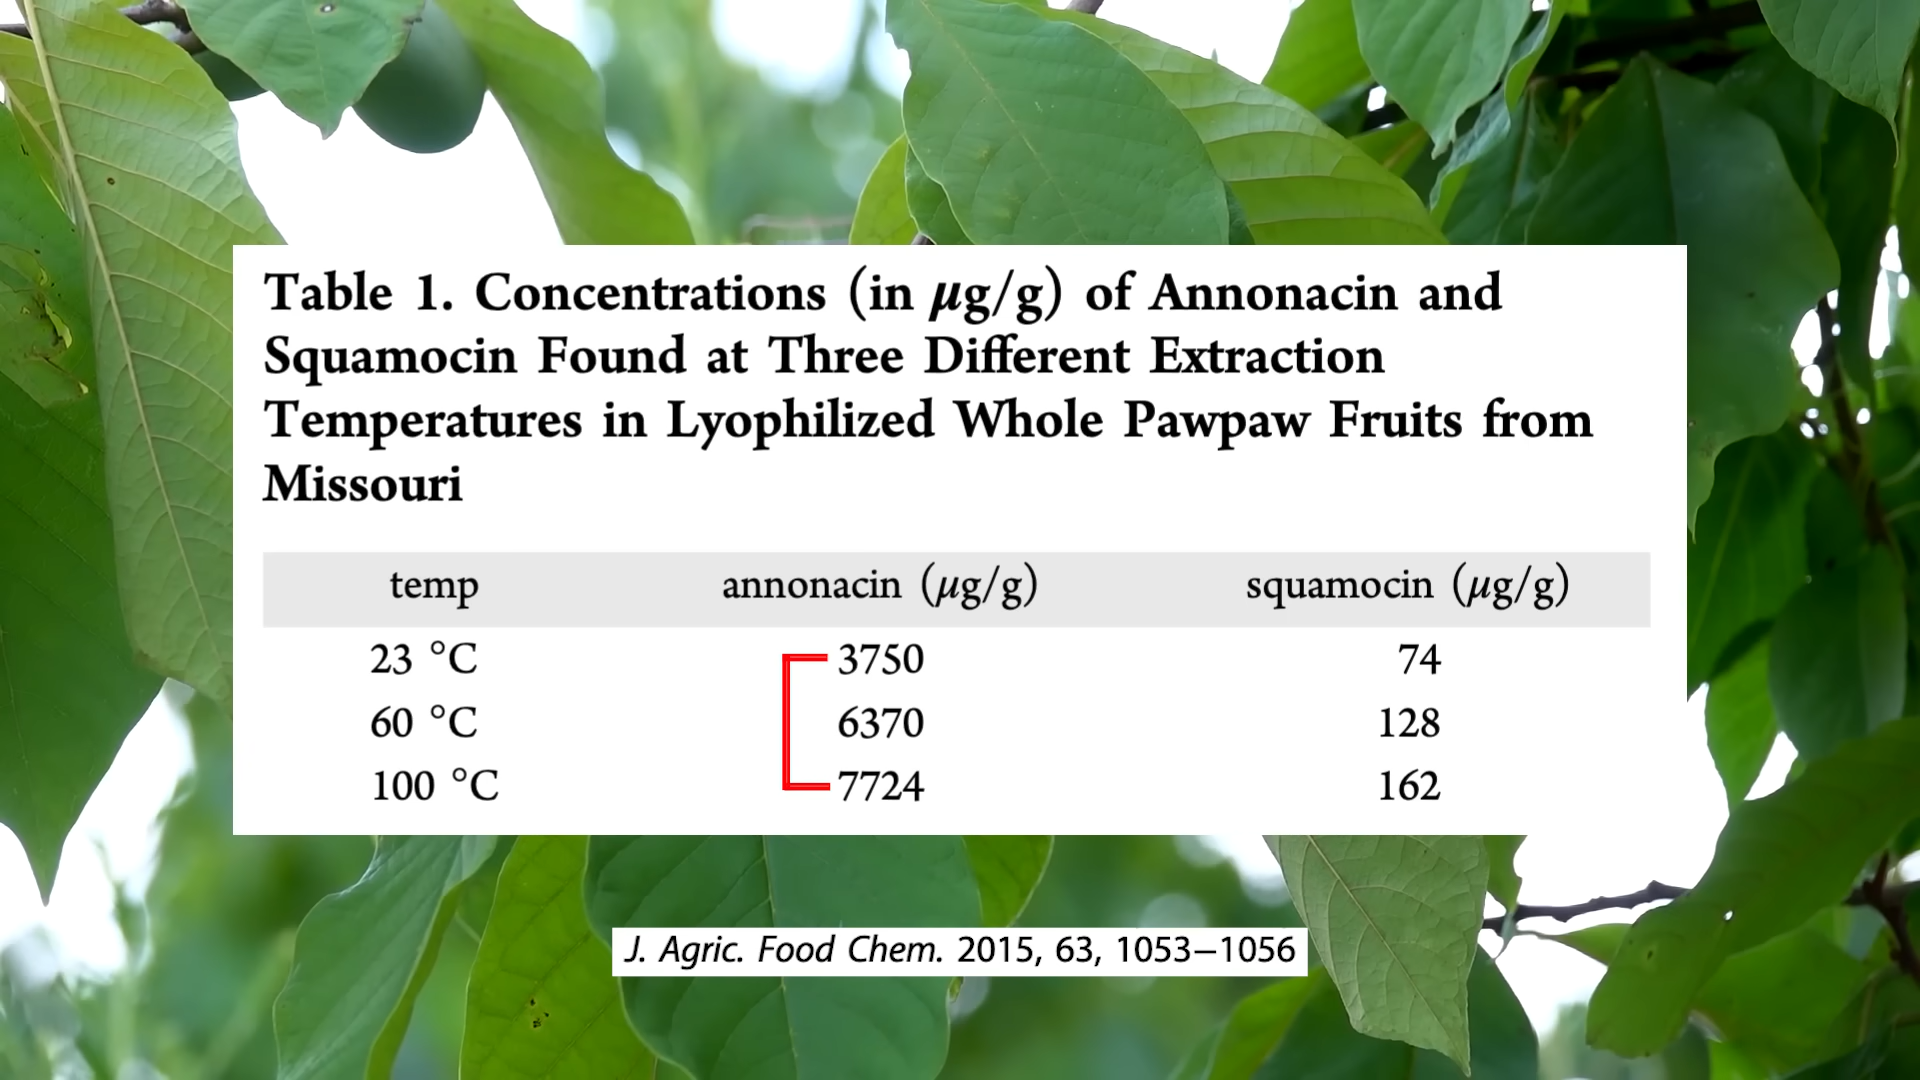 Table 1. Concentrations (in μg/g) of Annonacin and
Squamocin Found at Three Different Extraction
Temperatures in Lyophilized Whole Pawpaw Fruits from
Missouri
temp annonacin (μg/g) squamocin (μg/g)
23 °C 3750 74
60 °C 6370 128
100 °C 7724 162
J. Agric. Food Chem. 2015, 63, 1053–1056